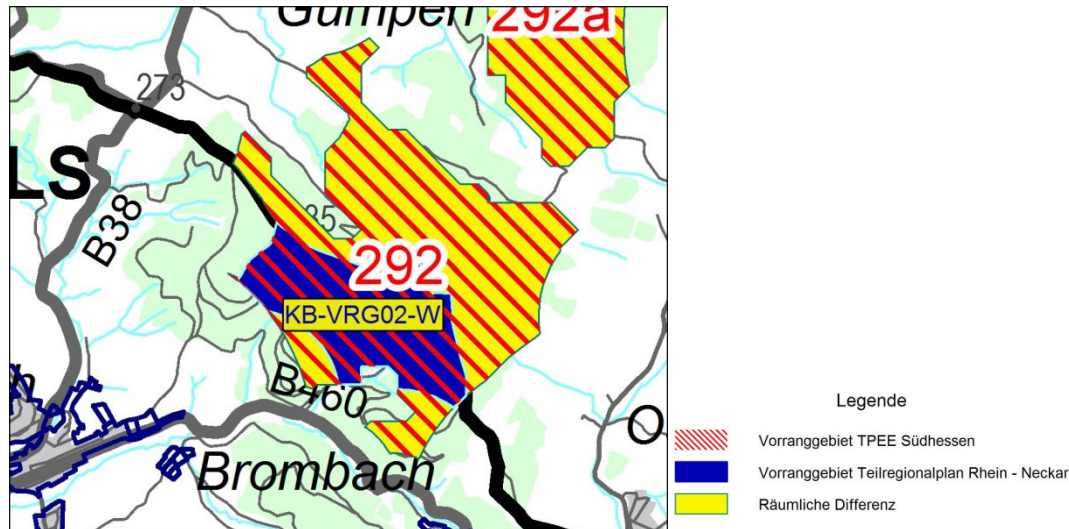 Gumpen
292a
273
LS
B38
292
KB-VRG02-W
B460
Brombach
O
Legende
Vorranggebiet TPEE Südhessen
Vorranggebiet Teilregionalplan Rhein - Neckar
Räumliche Differenz